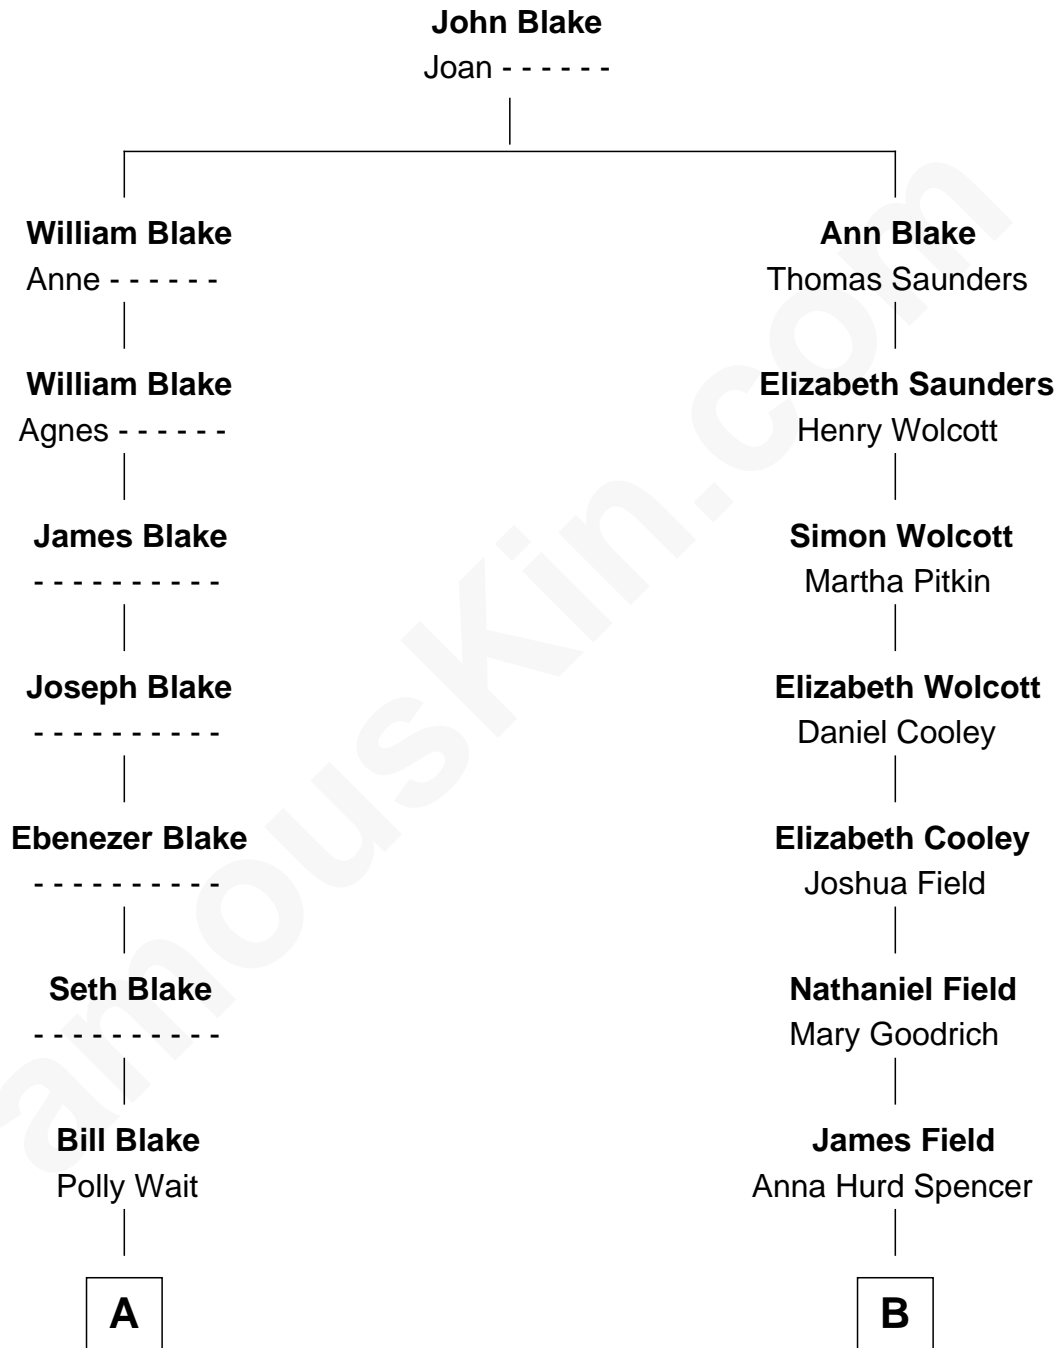 John Blake
Joan - - - - - -
William Blake
Anne - - - - - -
William Blake
Agnes - - - - - -
James Blake
- - - - - - - - - -
Joseph Blake
- - - - - - - - - -
Ebenezer Blake
- - - - - - - - - -
Seth Blake
- - - - - - - - - -
Bill Blake
Polly Wait
A
Ann Blake
Thomas Saunders
Elizabeth Saunders
Henry Wolcott
Simon Wolcott
Martha Pitkin
Elizabeth Wolcott
Daniel Cooley
Elizabeth Cooley
Joshua Field
Nathaniel Field
Mary Goodrich
James Field
Anna Hurd Spencer
B
amousKin.com